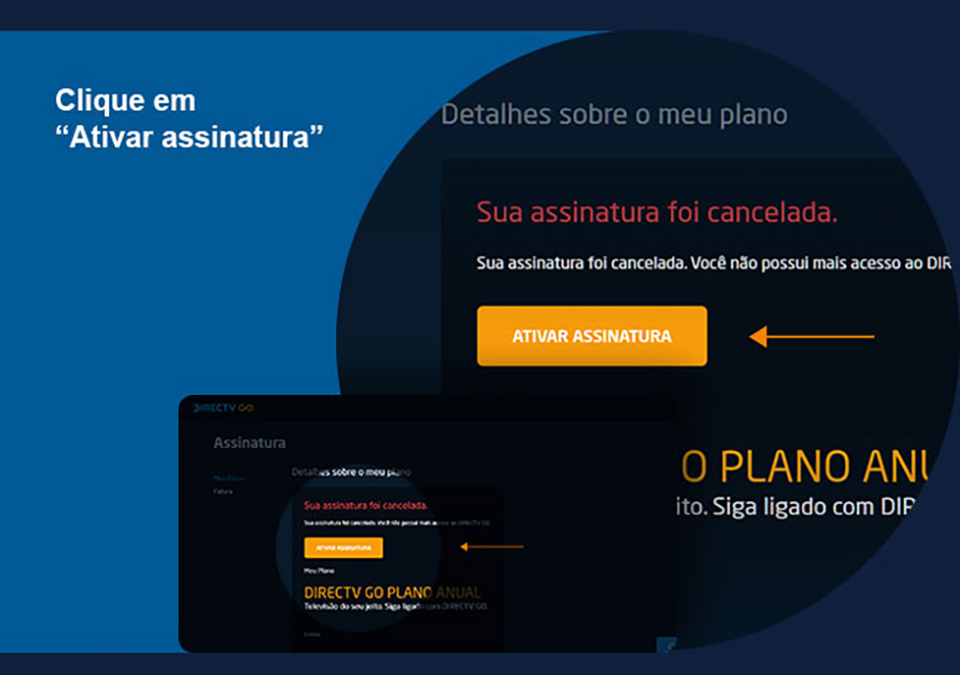 Clique em
“Ativar assinatura”
Detalhes sobre o meu plano
Sua assinatura foi cancelada.
Sua assinatura foi cancelada. Você não possui mais acesso ao DIR
ATIVAR ASSINATURA
O PLANO ANU
ito. Siga ligado com DIR
DIRECTV GO
Assinatura
Meu Plano
Fatura
Detalhes sobre o meu plano
Sua assinatura foi cancelada.
Sua assinatura foi cancelada. Você não possui mais acesso ao DIRECTV GO
ATIVAR ASSINATURA
Meu Plano
DIRECTV GO PLANO ANUAL
Televisão do seu jeito. Siga ligado com DIRECTV GO.